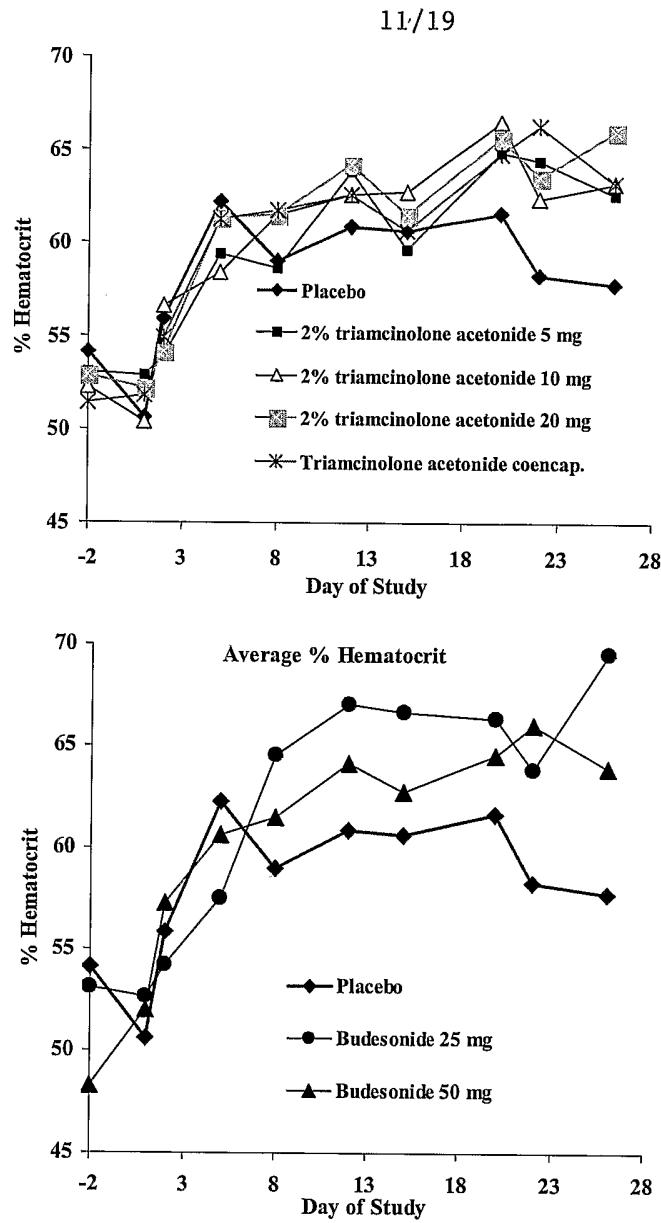 11/19
70
65
60
55
50
45
% Hematocrit
Placebo
2% triamcinolone acetonide 5 mg
2% triamcinolone acetonide 10 mg
2% triamcinolone acetonide 20 mg
Triamcinolone acetonide coencap.
-2 3 8 13 18 23 28
Day of Study
Average % Hematocrit
70
65
60
55
50
45
% Hematocrit
Placebo
Budesonide 25 mg
Budesonide 50 mg
-2 3 8 13 18 23 28
Day of Study